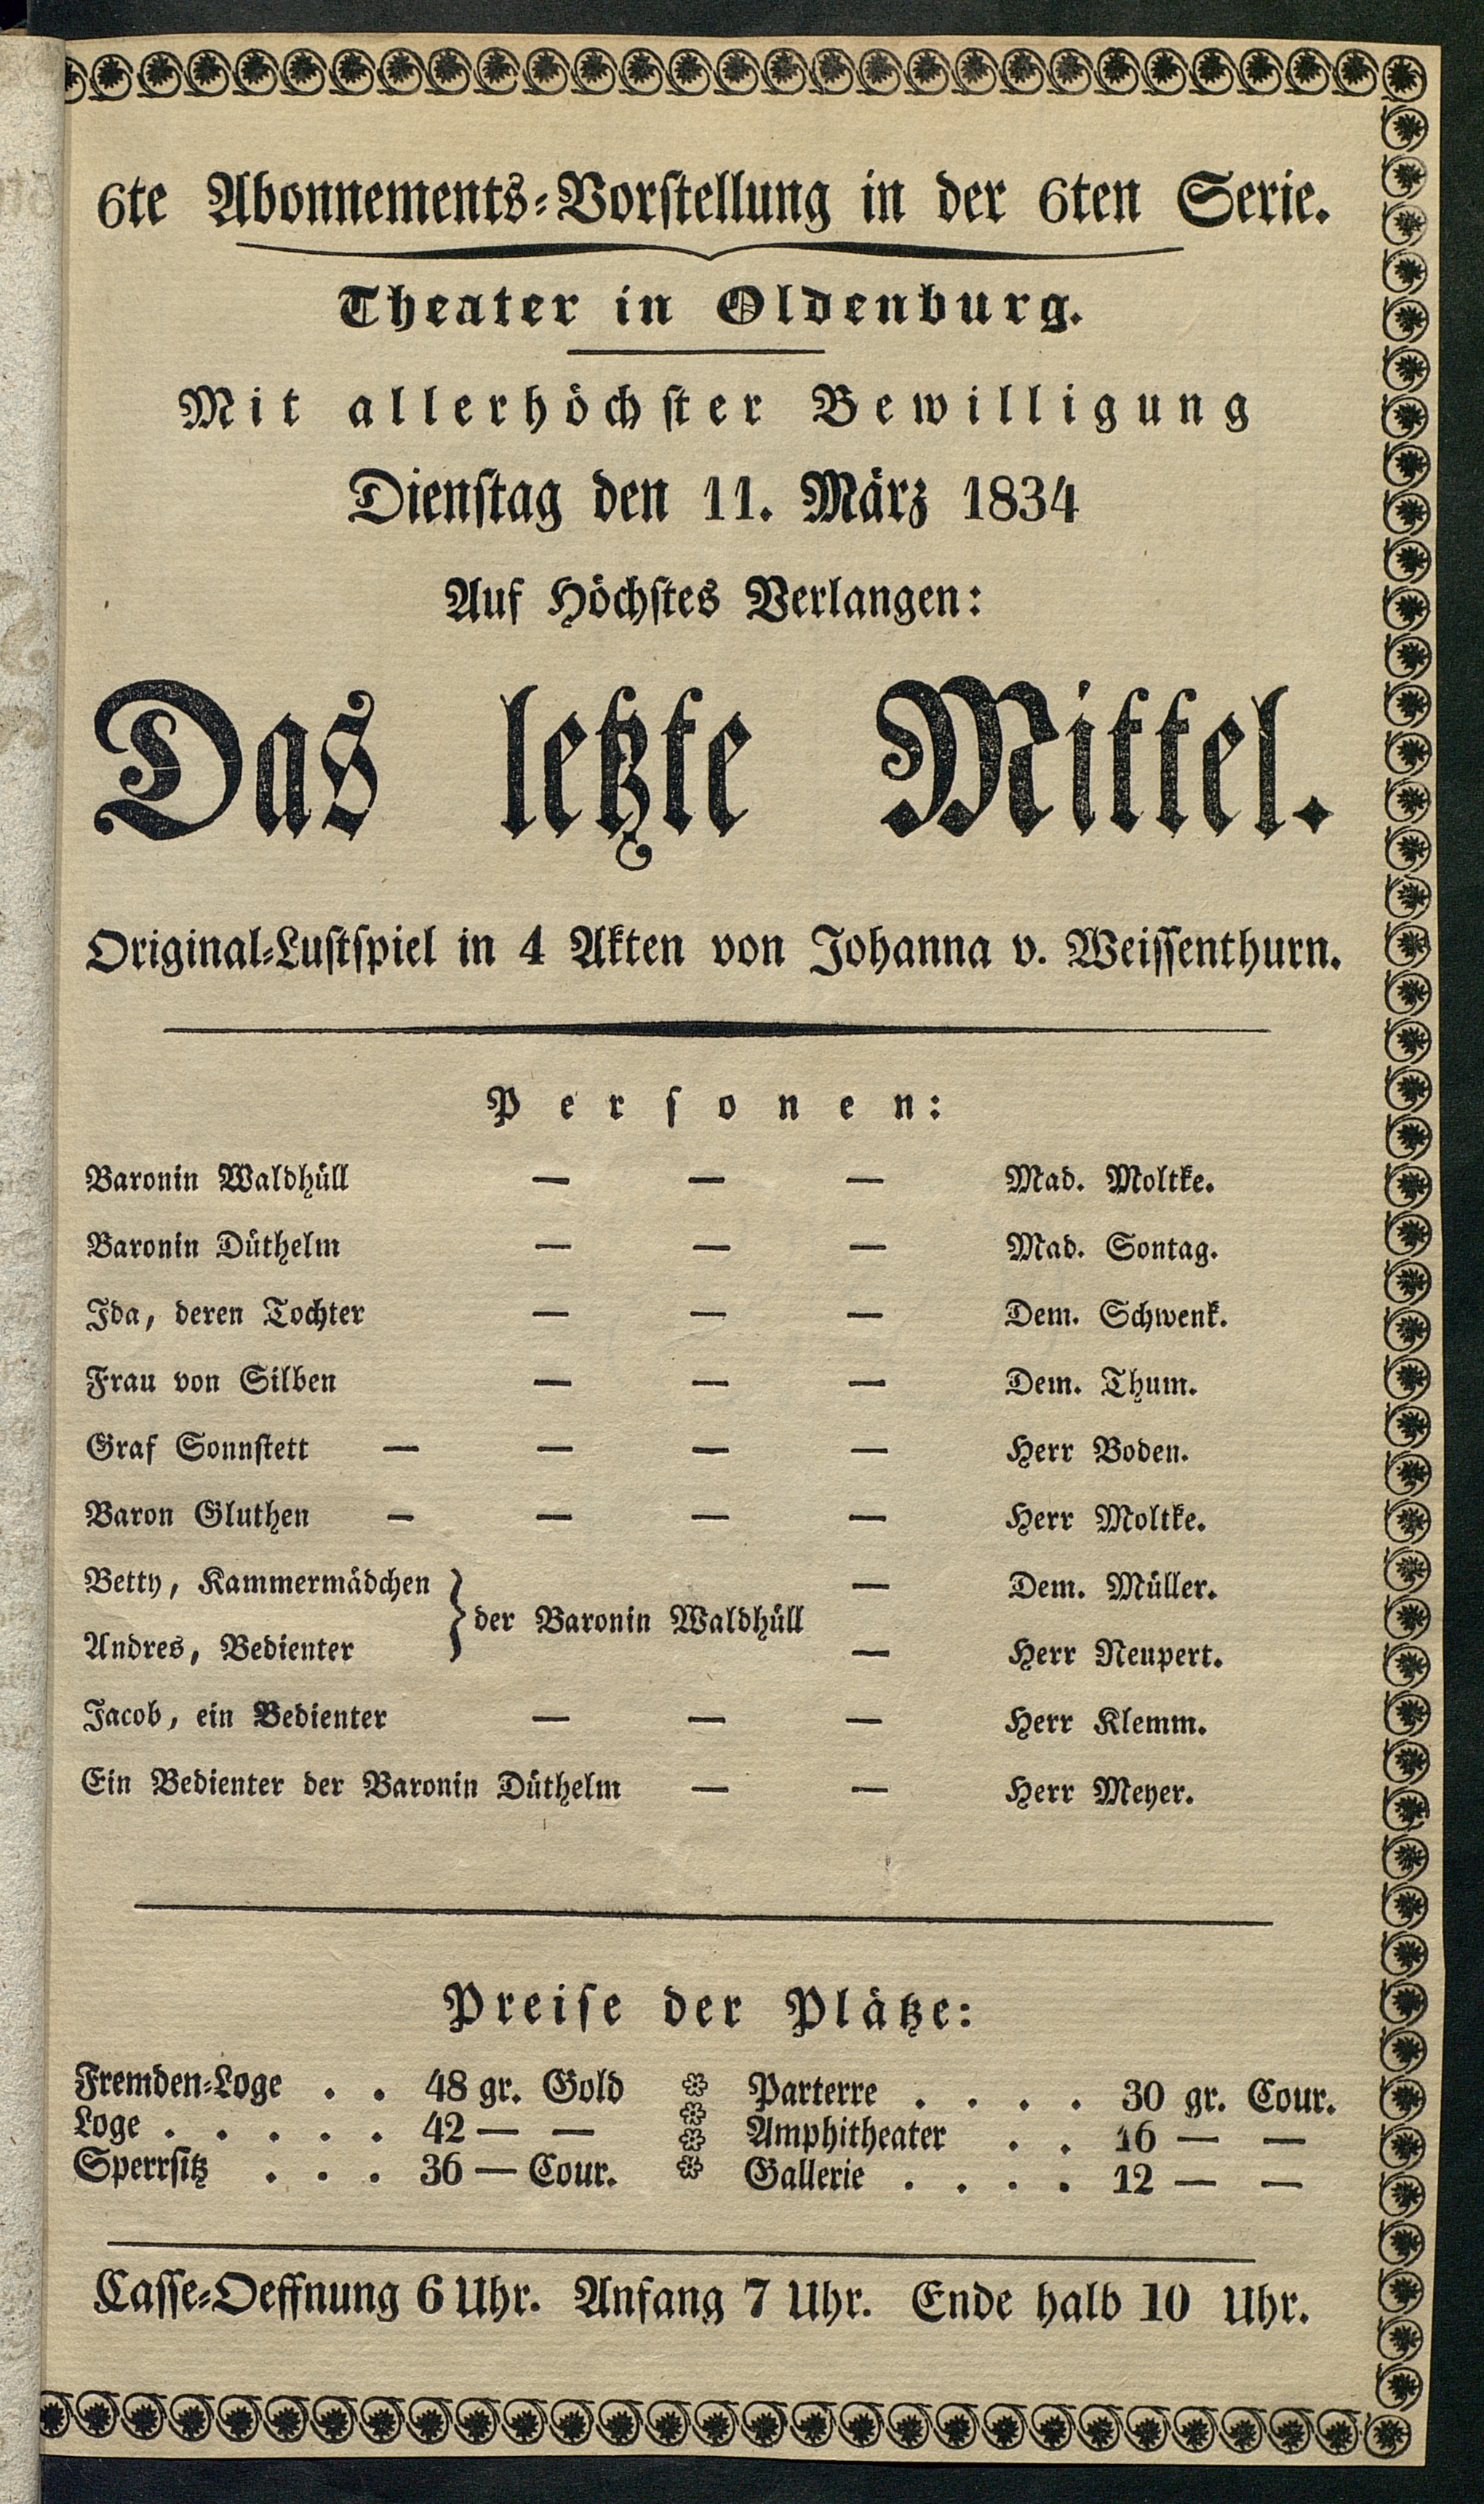 6te Abonnements-Vorstellung in der 6ten Serie.
Theater in Oldenburg.
Mit allerhöchster Bewilligung
Dienstag den 11. März 1834
Auf Höchstes Verlangen:
Das letzte Mittel.
Original-Lustspiel in 4 Akten von Johanna v. Weissenthurn.
Personen:
Baronin Waldhüll — — — Mad. Moltke.
Baronin Düthelm — — — Mad. Sontag.
Ida, deren Tochter — — — Dem. Schwenk.
Frau von Silben — — — Dem. Thum.
Graf Sonnstett — — — — Herr Boden.
Baron Gluthen — — — — Herr Moltke.
Betty, Kammermädchen — Dem. Müller.
} der Baronin Waldhüll
Andres, Bedienter — Herr Neupert.
Jacob, ein Bedienter — — — Herr Klemm.
Ein Bedienter der Baronin Düthelm — — Herr Meyer.
Preise der Plätze:
Fremden-Loge . . 48 gr. Gold
Loge . . . . . 42 — —
Sperrsitz . . . 36 — Cour.
Parterre . . . . 30 gr. Cour.
Amphitheater . . 16 — —
Gallerie . . . . 12 — —
Casse-Oeffnung 6 Uhr. Anfang 7 Uhr. Ende halb 10 Uhr.